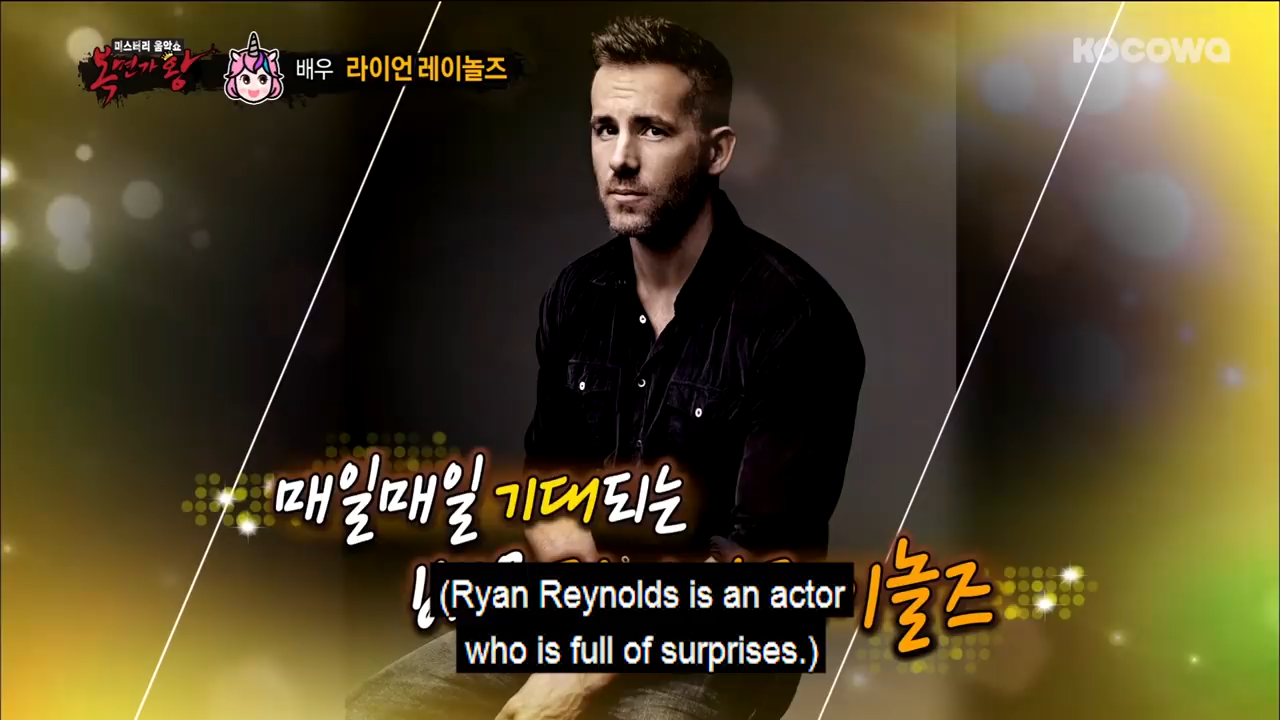 미스터리 음악쇼
복면가왕
배우 라이언 레이놀즈
KOCOWA
매일매일 기대되는
놀즈
(Ryan Reynolds is an actor
who is full of surprises.)